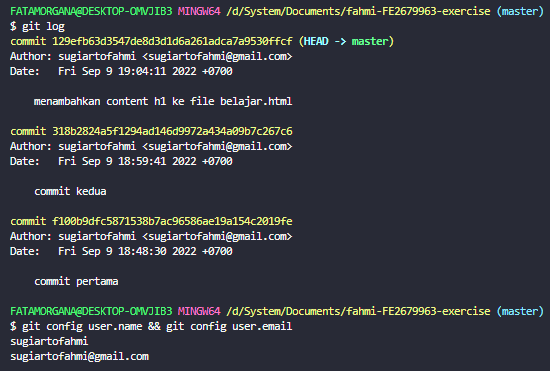 FATAMORGANA@DESKTOP-OMVJIB3 MINGW64 /d/System/Documents/fahmi-FE2679963-exercise (master)
$ git log
commit 129efb63d3547de8d3d1d6a261adca7a9530ffcf (HEAD -> master)
Author: sugiartofahmi <sugiartofahmi@gmail.com>
Date:   Fri Sep 9 19:04:11 2022 +0700
    menambahkan content h1 ke file belajar.html
commit 318b2824a5f1294ad146d9972a434a09b7c267c6
Author: sugiartofahmi <sugiartofahmi@gmail.com>
Date:   Fri Sep 9 18:59:41 2022 +0700
    commit kedua
commit f100b9dfc5871538b7ac96586ae19a154c2019fe
Author: sugiartofahmi <sugiartofahmi@gmail.com>
Date:   Fri Sep 9 18:48:30 2022 +0700
    commit pertama
FATAMORGANA@DESKTOP-OMVJIB3 MINGW64 /d/System/Documents/fahmi-FE2679963-exercise (master)
$ git config user.name && git config user.email
sugiartofahmi
sugiartofahmi@gmail.com